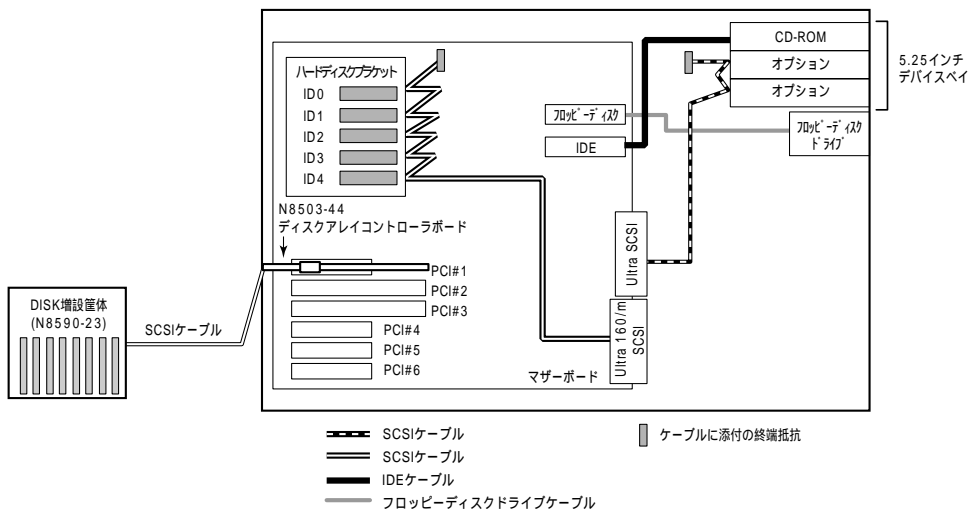 CD-ROM
オプション
オプション
5.25インチ
デバイスベイ
ハードディスクブラケット
ID0
ID1
ID2
ID3
ID4
フロッピーディスク
IDE
フロッピーディスク
ドライブ
N8503-44
ディスクアレイコントローラボード
PCI#1
PCI#2
PCI#3
PCI#4
PCI#5
PCI#6
Ultra SCSI
Ultra 160/m
SCSI
マザーボード
DISK増設筐体
(N8590-23)
SCSIケーブル
SCSIケーブル
SCSIケーブル
IDEケーブル
フロッピーディスクドライブケーブル
ケーブルに添付の終端抵抗